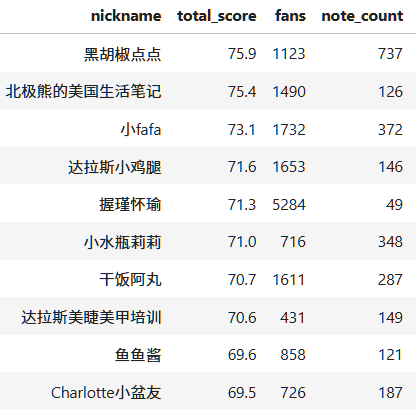 nickname total_score fans note_count
黑胡椒点点 75.9 1123 737
北极熊的美国生活笔记 75.4 1490 126
小fafa 73.1 1732 372
达拉斯小鸡腿 71.6 1653 146
握瑾怀瑜 71.3 5284 49
小水瓶莉莉 71.0 716 348
干饭阿丸 70.7 1611 287
达拉斯美睫美甲培训 70.6 431 149
鱼鱼酱 69.6 858 121
Charlotte小盆友 69.5 726 187